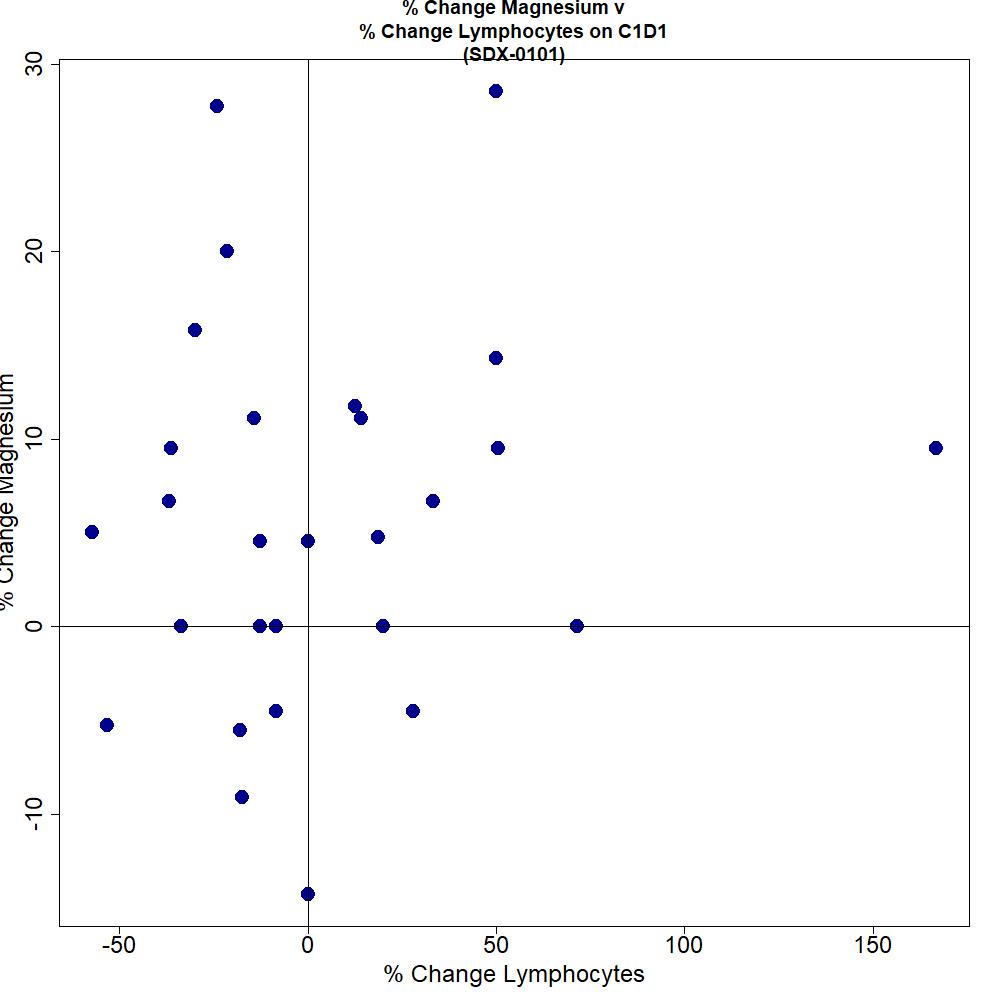 % Change Magnesium v
% Change Lymphocytes on C1D1
(SDX-0101)
30
20
10
0
-10
% Change Magnesium
-50
0
50
100
150
% Change Lymphocytes